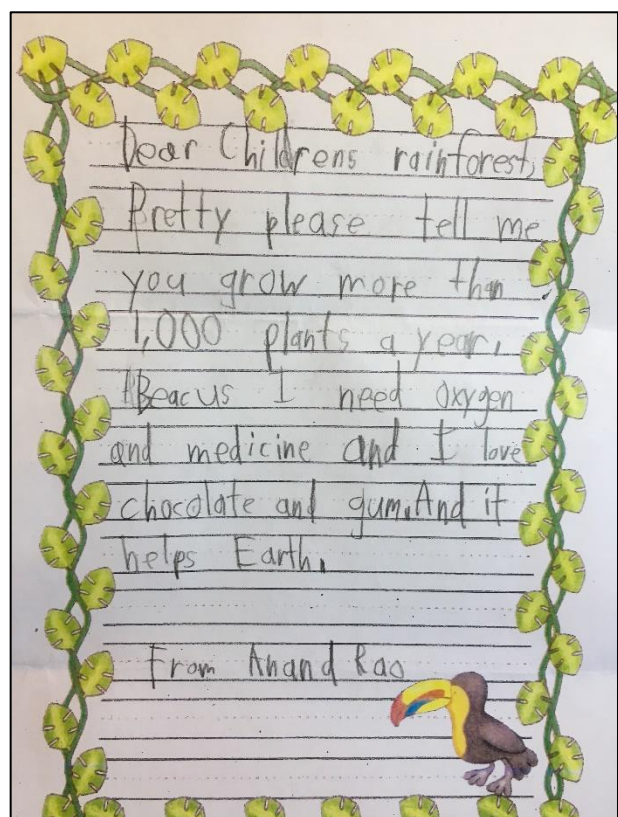 Dear Childrens rainforest,
Pretty please tell me
you grow more than
1,000 plants a year.
Beacus I need oxygen
and medicine and I love
chocolate and gum. And it
helps Earth.
From Anand Rao